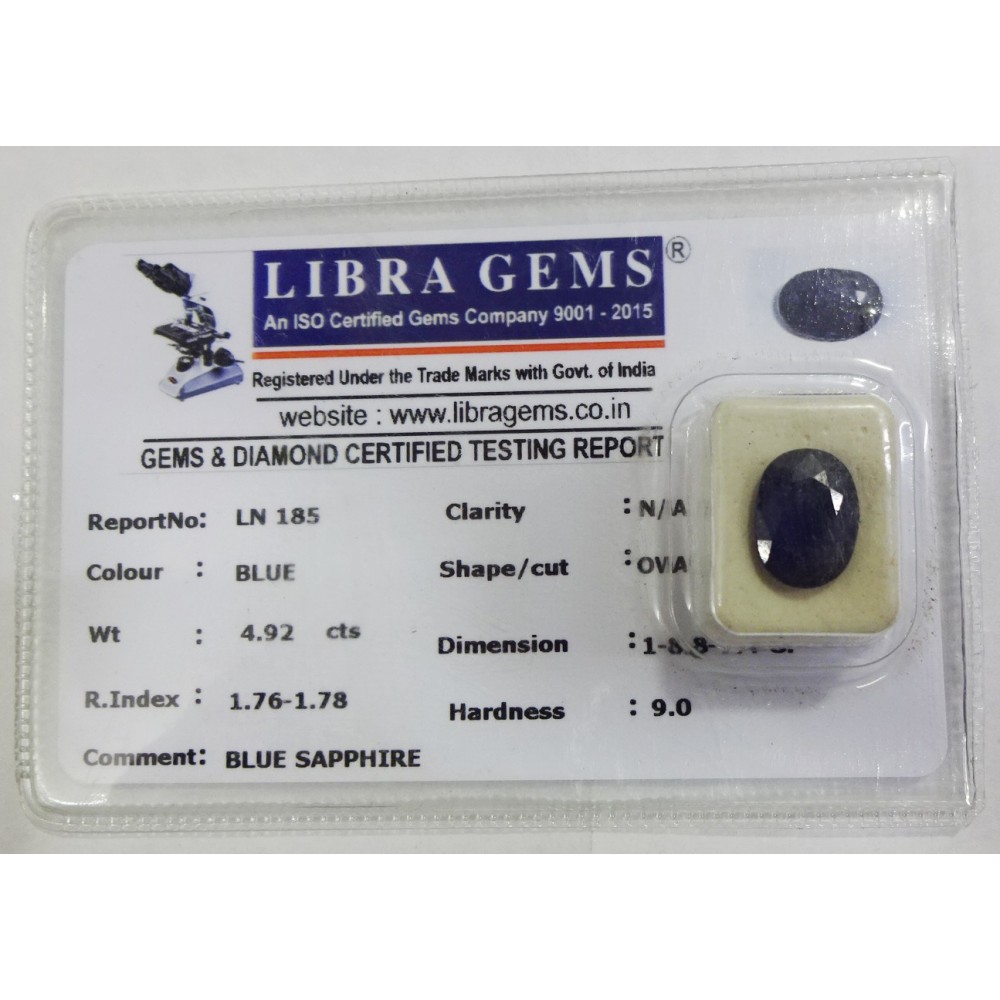 LIBRA GEMS ®
An ISO Certified Gems Company 9001 - 2015
Registered Under the Trade Marks with Govt. of India
website : www.libragems.co.in
GEMS & DIAMOND CERTIFIED TESTING REPORT
ReportNo: LN 185
Clarity : N/A
Colour : BLUE
Shape/cut :
Wt : 4.92 cts
Dimension :
R.Index : 1.76-1.78
Hardness : 9.0
Comment: BLUE SAPPHIRE